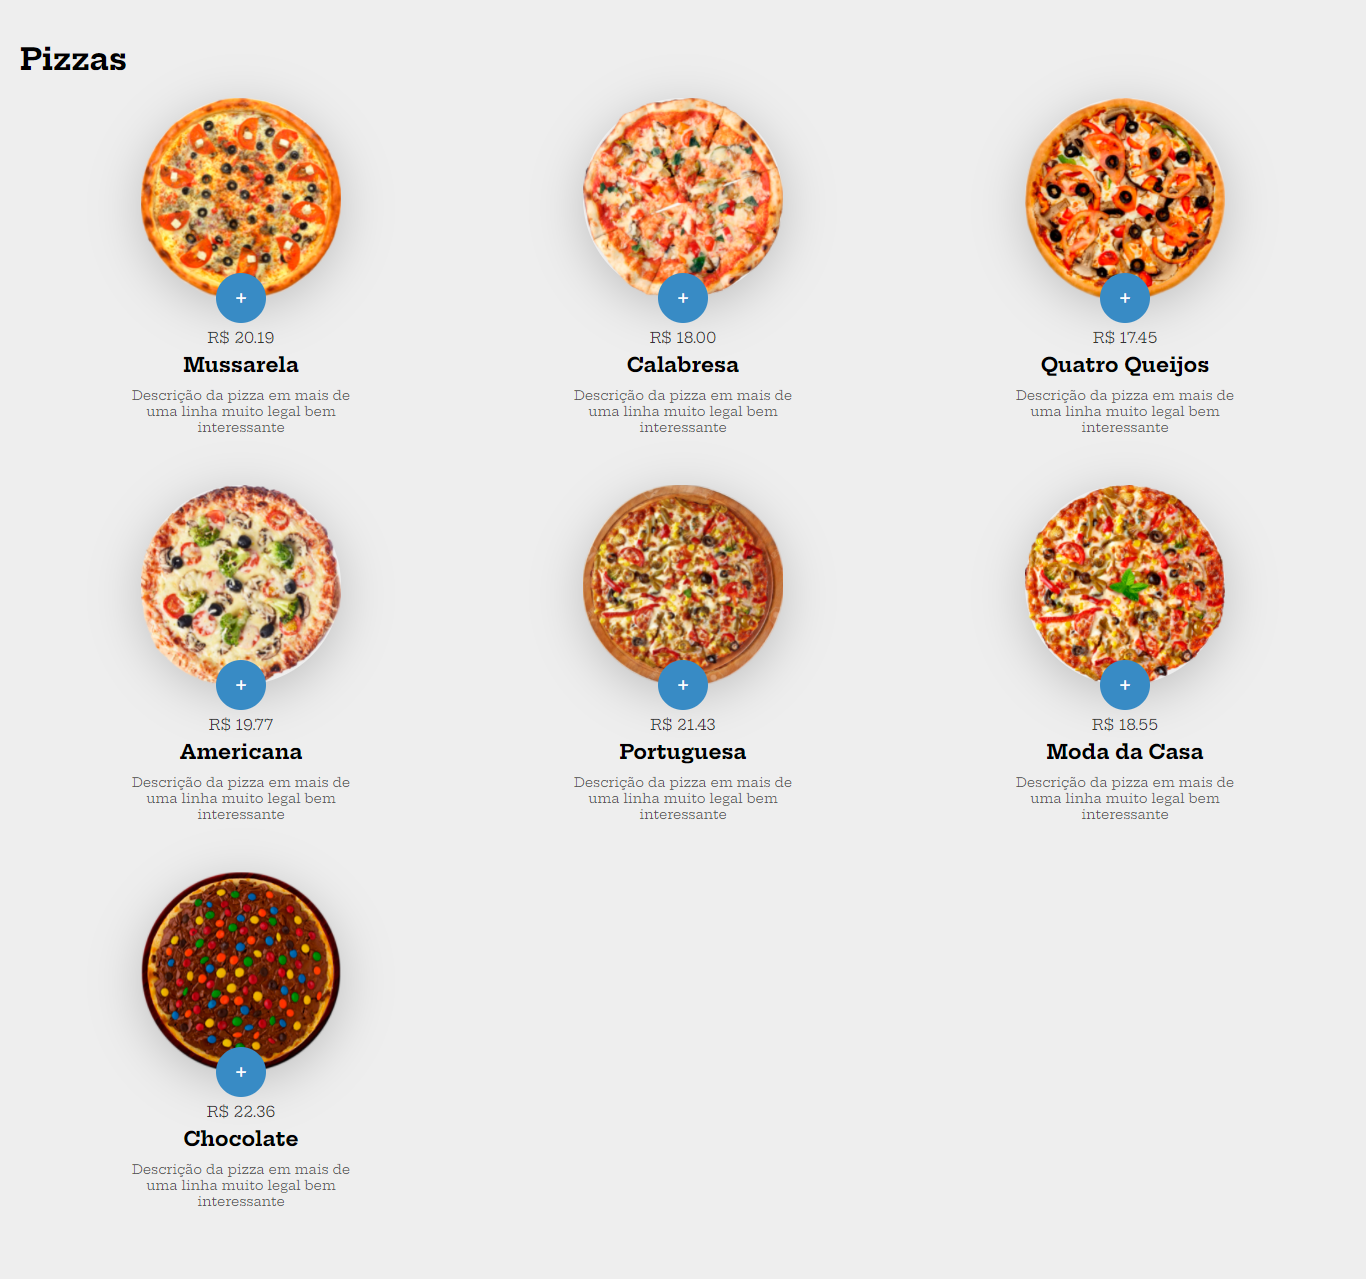 Pizzas
+
+
+
R$ 20.19
R$ 18.00
R$ 17.45
Mussarela
Calabresa
Quatro Queijos
Descrição da pizza em mais de
uma linha muito legal bem
interessante
Descrição da pizza em mais de
uma linha muito legal bem
interessante
Descrição da pizza em mais de
uma linha muito legal bem
interessante
+
+
+
R$ 19.77
R$ 21.43
R$ 18.55
Americana
Portuguesa
Moda da Casa
Descrição da pizza em mais de
uma linha muito legal bem
interessante
Descrição da pizza em mais de
uma linha muito legal bem
interessante
Descrição da pizza em mais de
uma linha muito legal bem
interessante
+
R$ 22.36
Chocolate
Descrição da pizza em mais de
uma linha muito legal bem
interessante